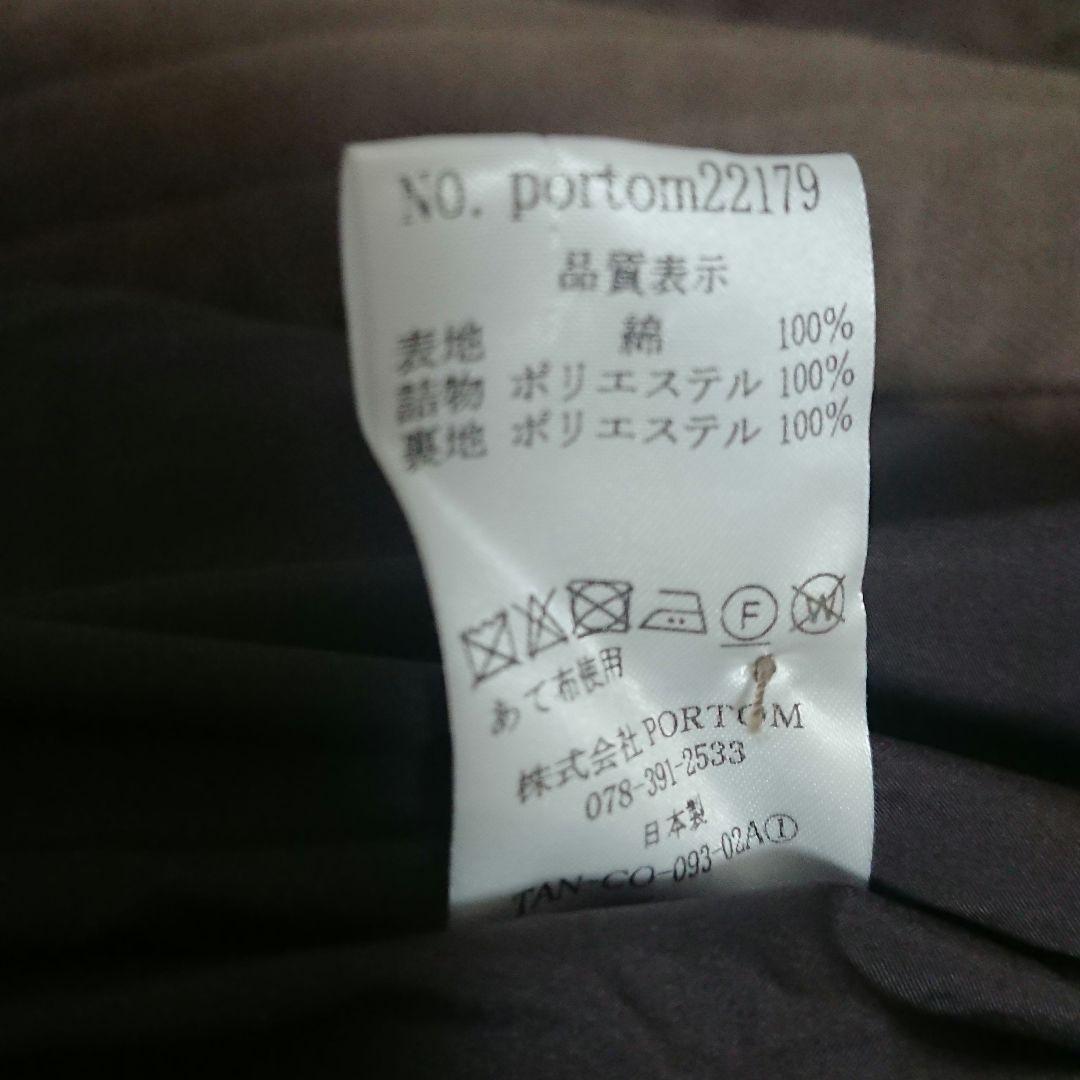 NO. portom22179
品質表示
表地 綿 100%
詰物 ポリエステル 100%
裏地 ポリエステル 100%
F W
あて布使用
株式会社PORTOM
078-391-2533
日本製
TAN-CO-093-02A①